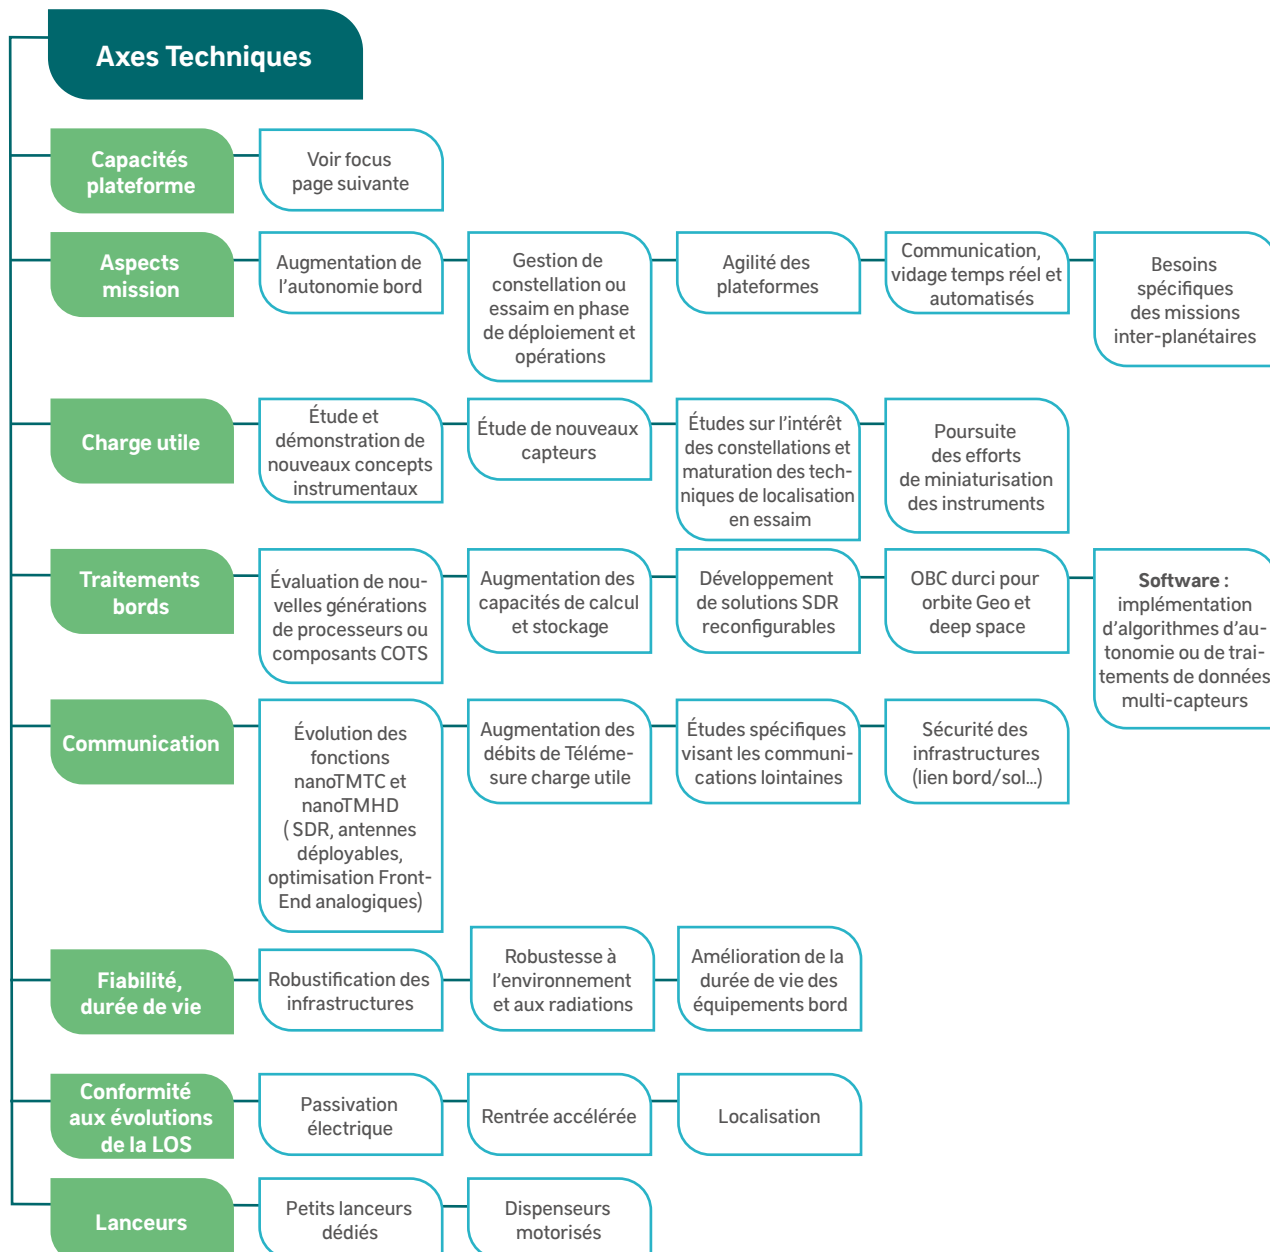 Axes Techniques
Capacités
plateforme
Voir focus
page suivante
Aspects
mission
Augmentation de
l'autonomie bord
Gestion de
constellation ou
essaim en phase
de déploiement et
opérations
Agilité des
plateformes
Communication,
vidage temps réel et
automatisés
Besoins
spécifiques
des missions
inter-planétaires
Charge utile
Étude et
démonstration de
nouveaux concepts
instrumentaux
Étude de nouveaux
capteurs
Études sur l'intérêt
des constellations et
maturation des tech-
niques de localisation
en essaim
Poursuite
des efforts
de miniaturisation
des instruments
Traitements
bords
Évaluation de nou-
velles générations
de processeurs ou
composants COTS
Augmentation des
capacités de calcul
et stockage
Développement
de solutions SDR
reconfigurables
OBC durci pour
orbite Geo et
deep space
Software :
implémentation
d'algorithmes d'au-
tonomie ou de trai-
tements de données
multi-capteurs
Communication
Évolution des
fonctions
nanoTMTC et
nanoTMHD
( SDR, antennes
déployables,
optimisation Front-
End analogiques)
Augmentation des
débits de Téléme-
sure charge utile
Études spécifiques
visant les communi-
cations lointaines
Sécurité des
infrastructures
(lien bord/sol...)
Fiabilité,
durée de vie
Robustification des
infrastructures
Robustesse à
l'environnement
et aux radiations
Amélioration de la
durée de vie des
équipements bord
Conformité
aux évolutions
de la LOS
Passivation
électrique
Rentrée accélérée
Localisation
Lanceurs
Petits lanceurs
dédiés
Dispenseurs
motorisés